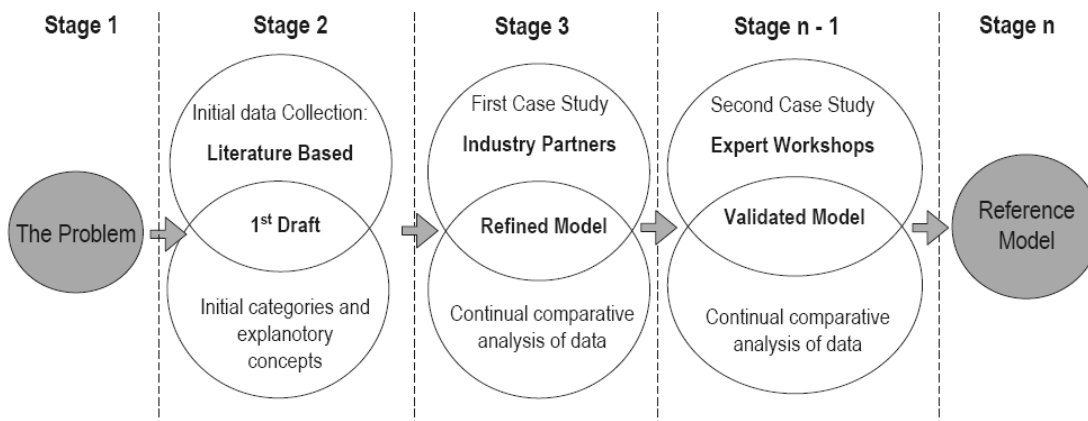 Stage 1
Stage 2
Stage 3
Stage n - 1
Stage n
The Problem
Initial data Collection:
Literature Based
1st Draft
Initial categories and
explanotory
concepts
First Case Study
Industry Partners
Refined Model
Continual comparative
analysis of data
Second Case Study
Expert Workshops
Validated Model
Continual comparative
analysis of data
Reference
Model